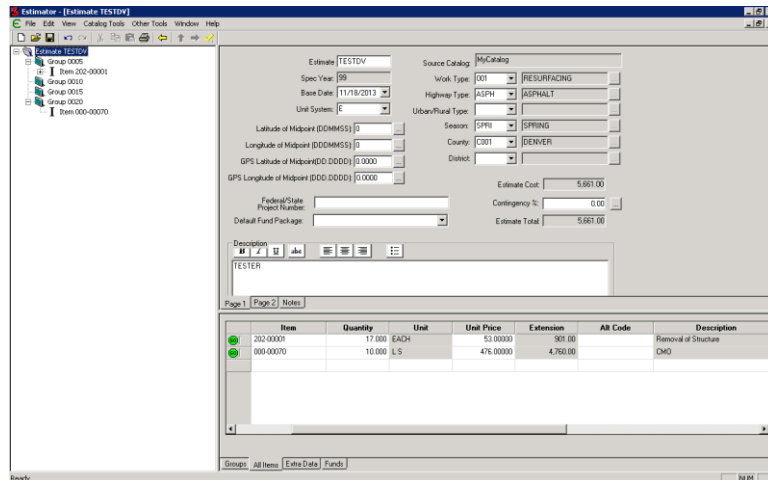 Estimator - [Estimate TESTDV]
File Edit View Catalog Tools Other Tools Window Help
Estimate TESTDV
Group 0005
Item 202-00001
Group 0010
Group 0015
Group 0020
Item 000-00070
Estimate TESTDV
Source Catalog: MyCatalog
Spec Year: 99
Work Type: 001 RESURFACING
Base Date: 11/18/2013
Highway Type: ASPH ASPHALT
Unit System: E
Urban/Rural Type:
Latitude of Midpoint (DDMMSS): 0
Season: SPRI SPRING
Longitude of Midpoint (DDDMMSS): 0
County: C001 DENVER
GPS Latitude of Midpoint(DD.DDDD): 0.0000
District:
GPS Longitude of Midpoint (DDD.DDDD): 0.0000
Estimate Cost: 5,661.00
Federal/State
Project Number:
Contingency %: 0.00 ...
Default Fund Package:
Estimate Total: 5,661.00
Description
B I U abc
TESTER
Page 1 Page 2 Notes
Item Quantity Unit Unit Price Extension Alt Code Description
202-00001 17.000 EACH 53.00000 901.00 Removal of Structure
000-00070 10.000 L S 476.00000 4,760.00 CMO
Groups All Items Extra Data Funds
Ready NUM